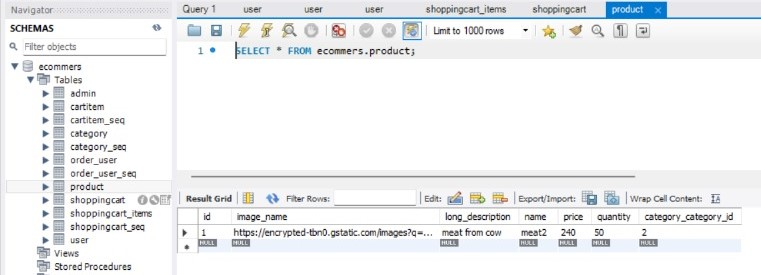 Navigator
SCHEMAS
Filter objects
ecommers
Tables
admin
cartitem
cartitem_seq
category
category_seq
order_user
order_user_seq
product
shoppingcart
shoppingcart_items
shoppingcart_seq
user
Views
Stored Procedures
Query 1 user user user shoppingcart_items shoppingcart product
Limit to 1000 rows
1 SELECT * FROM ecommers.product;
Result Grid Filter Rows: Edit: Export/Import: Wrap Cell Content:
id image_name long_description name price quantity category_category_id
1 https://encrypted-tbn0.gstatic.com/images?q=... meat from cow meat2 240 50 2
NULL NULL NULL NULL NULL NULL NULL